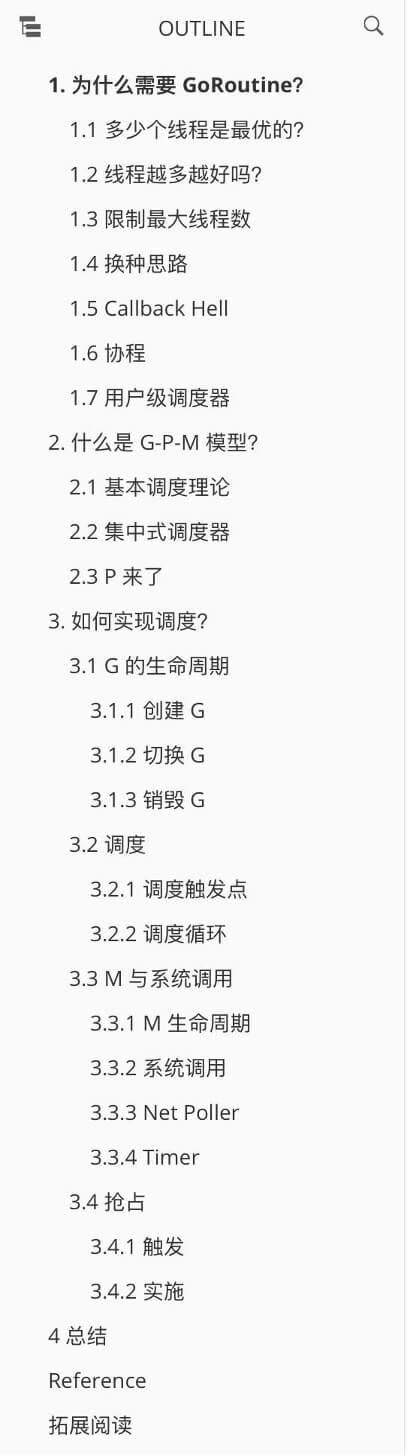 OUTLINE
1. 为什么需要 GoRoutine?
1.1 多少个线程是最优的?
1.2 线程越多越好吗?
1.3 限制最大线程数
1.4 换种思路
1.5 Callback Hell
1.6 协程
1.7 用户级调度器
2. 什么是 G-P-M 模型?
2.1 基本调度理论
2.2 集中式调度器
2.3 P 来了
3. 如何实现调度?
3.1 G 的生命周期
3.1.1 创建 G
3.1.2 切换 G
3.1.3 销毁 G
3.2 调度
3.2.1 调度触发点
3.2.2 调度循环
3.3 M 与系统调用
3.3.1 M 生命周期
3.3.2 系统调用
3.3.3 Net Poller
3.3.4 Timer
3.4 抢占
3.4.1 触发
3.4.2 实施
4 总结
Reference
拓展阅读